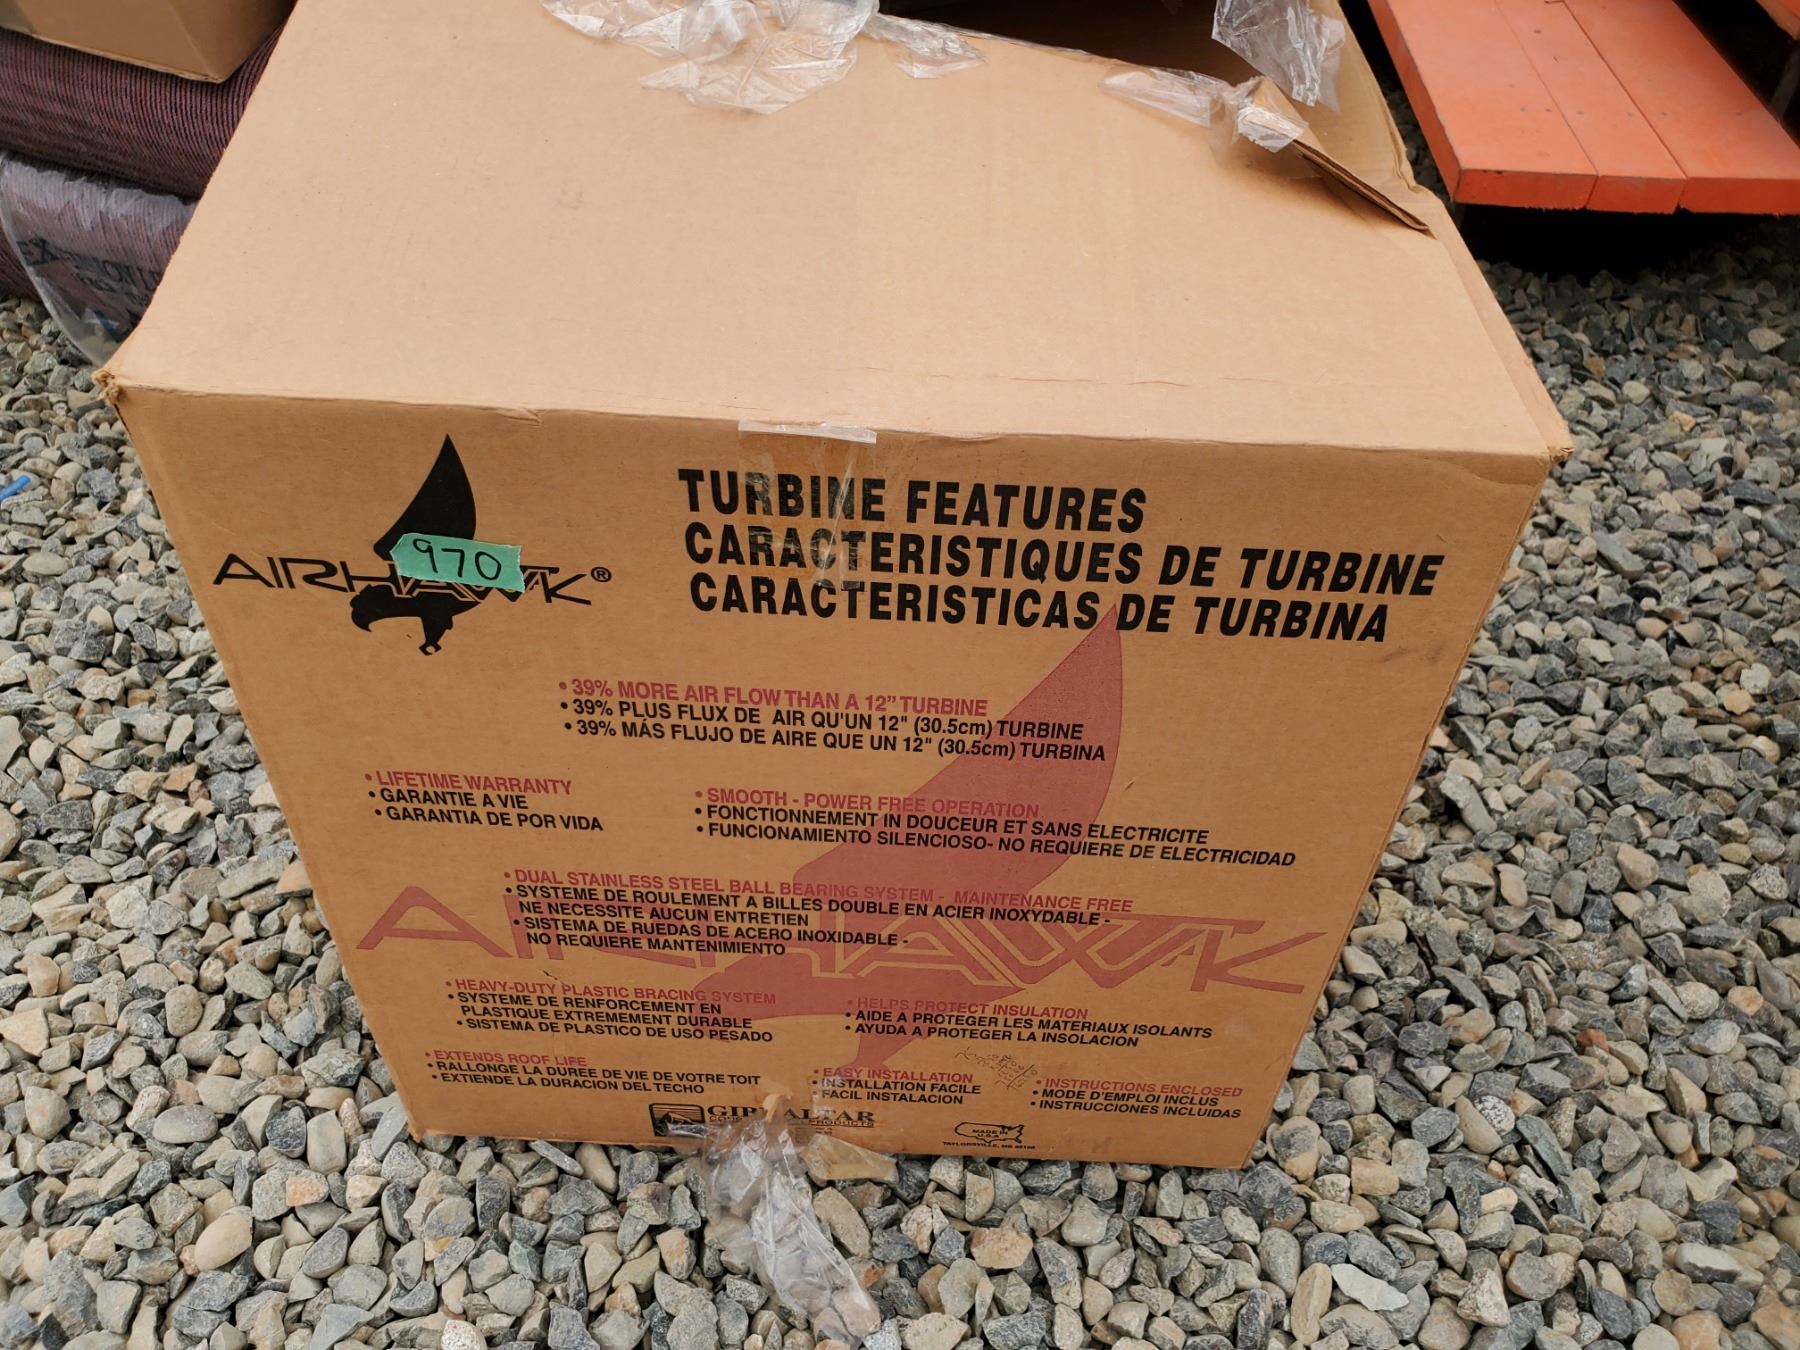 970
AIRHAWK®
TURBINE FEATURES
CARACTERISTIQUES DE TURBINE
CARACTERISTICAS DE TURBINA
• 39% MORE AIR FLOW THAN A 12" TURBINE
• 39% PLUS FLUX DE AIR QU'UN 12" (30.5cm) TURBINE
• 39% MÁS FLUJO DE AIRE QUE UN 12" (30.5cm) TURBINA
• LIFETIME WARRANTY
• GARANTIE A VIE
• GARANTIA DE POR VIDA
• SMOOTH - POWER FREE OPERATION
• FONCTIONNEMENT IN DOUCEUR ET SANS ELECTRICITE
• FUNCIONAMIENTO SILENCIOSO- NO REQUIERE DE ELECTRICIDAD
• DUAL STAINLESS STEEL BALL BEARING SYSTEM - MAINTENANCE FREE
• SYSTEME DE ROULEMENT A BILLES DOUBLE EN ACIER INOXYDABLE -
NE NECESSITE AUCUN ENTRETIEN
• SISTEMA DE RUEDAS DE ACERO INOXIDABLE -
NO REQUIERE MANTENIMIENTO
AIRHAWK
• HEAVY-DUTY PLASTIC BRACING SYSTEM
• SYSTEME DE RENFORCEMENT EN
PLASTIQUE EXTREMEMENT DURABLE
• SISTEMA DE PLASTICO DE USO PESADO
• HELPS PROTECT INSULATION
• AIDE A PROTEGER LES MATERIAUX ISOLANTS
• AYUDA A PROTEGER LA INSOLACION
• EXTENDS ROOF LIFE
• RALLONGE LA DUREE DE VIE DE VOTRE TOIT
• EXTIENDE LA DURACION DEL TECHO
• EASY INSTALLATION
• INSTALLATION FACILE
• FACIL INSTALACION
• INSTRUCTIONS ENCLOSED
• MODE D'EMPLOI INCLUS
• INSTRUCCIONES INCLUIDAS
GIBRALTAR
PRODUCTS
MADE IN
U.S.A.
TAYLORSVILLE, MS 39168